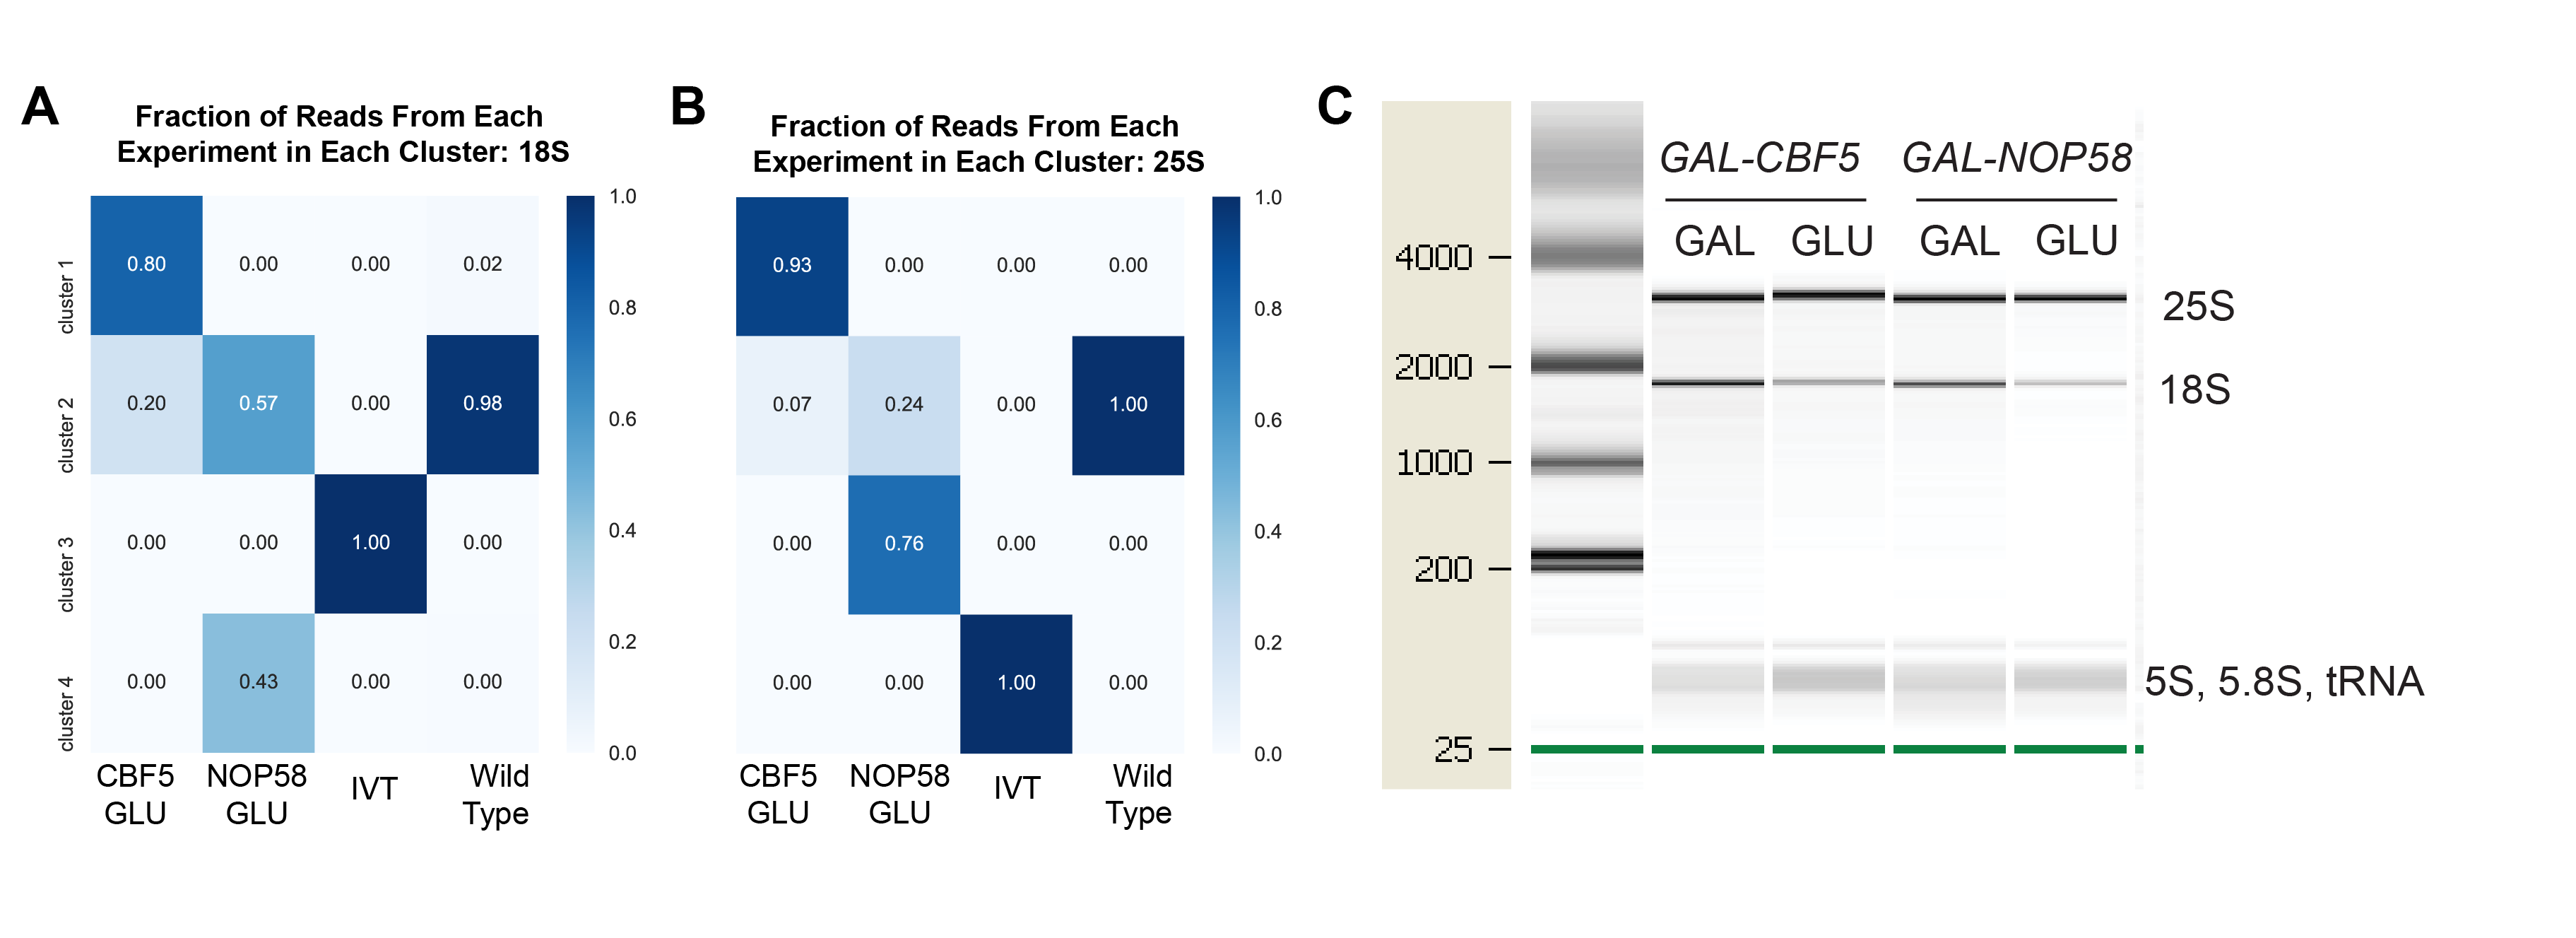 A
Fraction of Reads From Each
Experiment in Each Cluster: 18S
cluster 1
cluster 2
cluster 3
cluster 4
0.80 0.00 0.00 0.02
0.20 0.57 0.00 0.98
0.00 0.00 1.00 0.00
0.00 0.43 0.00 0.00
1.0
0.8
0.6
0.4
0.2
0.0
CBF5 GLU
NOP58 GLU
IVT
Wild Type
B
Fraction of Reads From Each
Experiment in Each Cluster: 25S
0.93 0.00 0.00 0.00
0.07 0.24 0.00 1.00
0.00 0.76 0.00 0.00
0.00 0.00 1.00 0.00
1.0
0.8
0.6
0.4
0.2
0.0
CBF5 GLU
NOP58 GLU
IVT
Wild Type
C
GAL-CBF5 GAL-NOP58
GAL GLU GAL GLU
4000
2000
1000
200
25
25S
18S
5S, 5.8S, tRNA